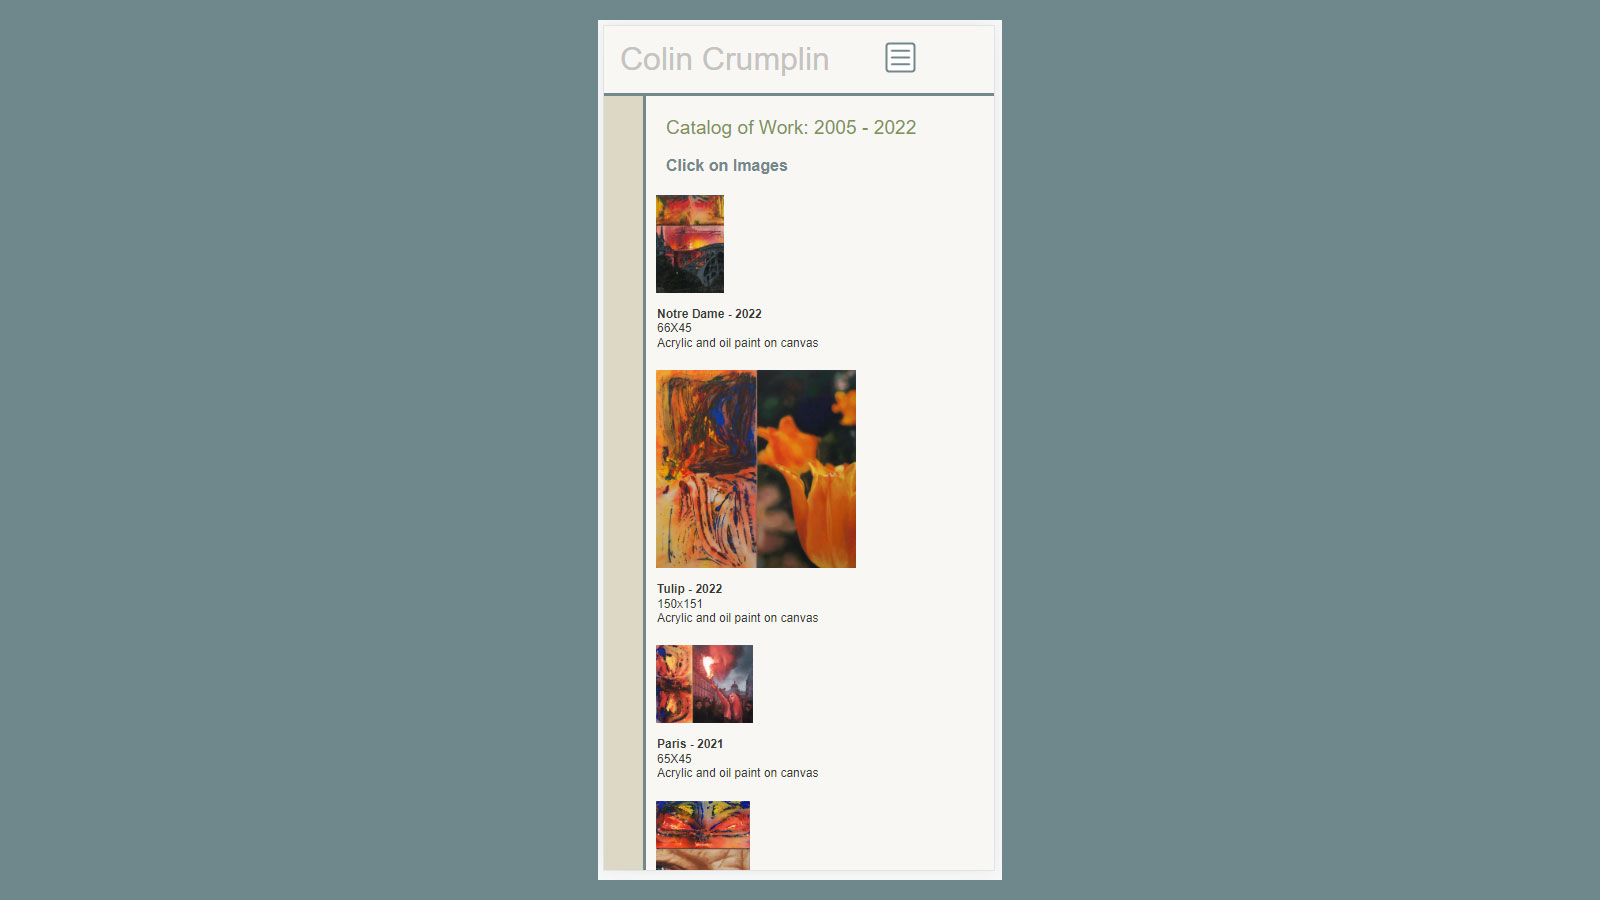 Colin Crumplin
Catalog of Work: 2005 - 2022
Click on Images
Notre Dame - 2022
66X45
Acrylic and oil paint on canvas
Tulip - 2022
150x151
Acrylic and oil paint on canvas
Paris - 2021
65X45
Acrylic and oil paint on canvas